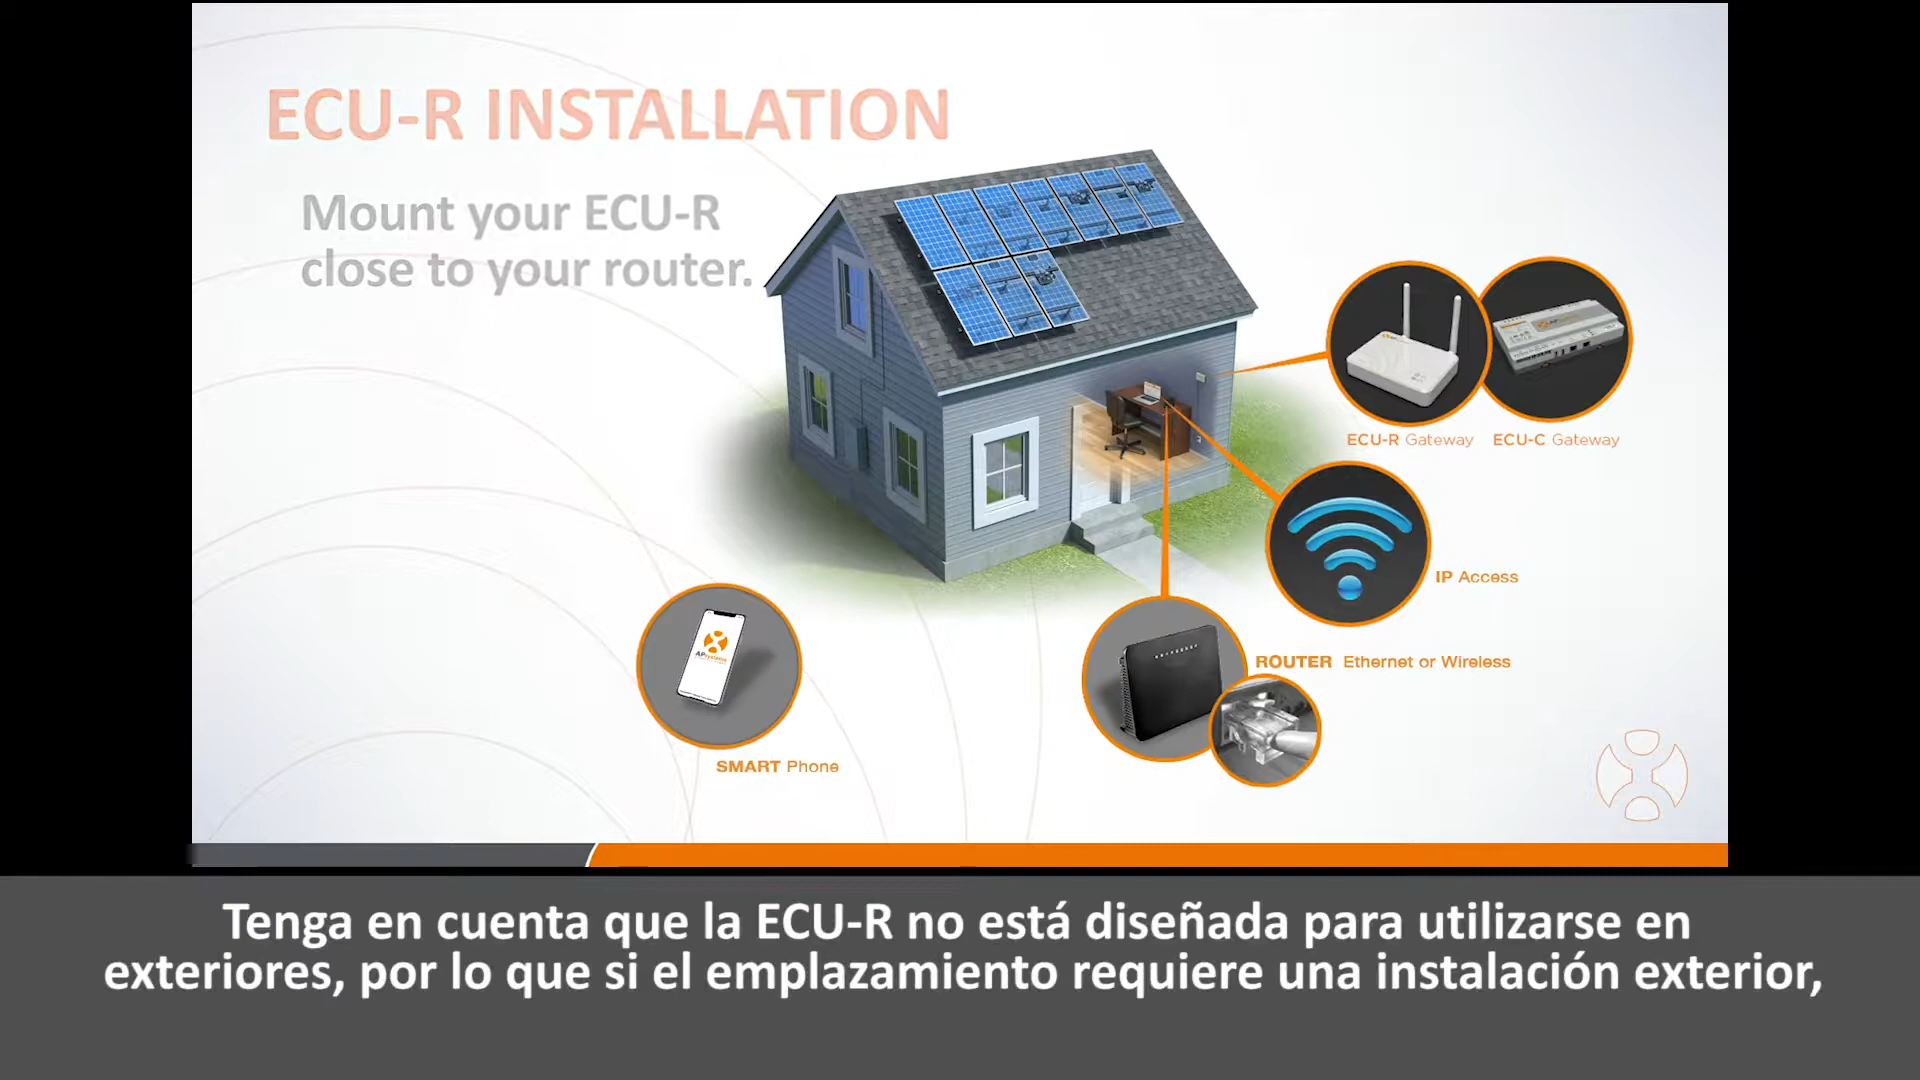 ECU-R INSTALLATION
Mount your ECU-R
close to your router.
ECU-R Gateway
ECU-C Gateway
IP Access
ROUTER Ethernet or Wireless
APsystems
SMART Phone
Tenga en cuenta que la ECU-R no está diseñada para utilizarse en
exteriores, por lo que si el emplazamiento requiere una instalación exterior,